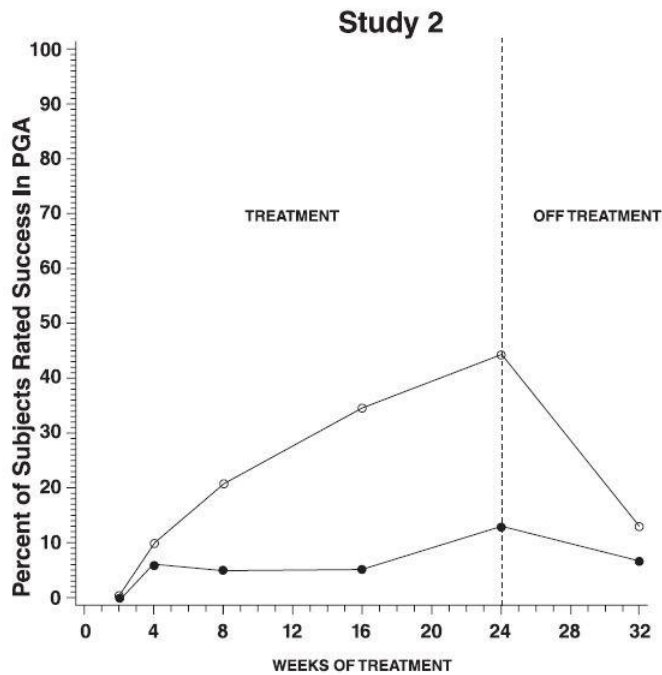 Study 2
Percent of Subjects Rated Success In PGA
100
90
80
70
60
50
40
30
20
10
0
TREATMENT
OFF TREATMENT
0 4 8 12 16 20 24 28 32
WEEKS OF TREATMENT